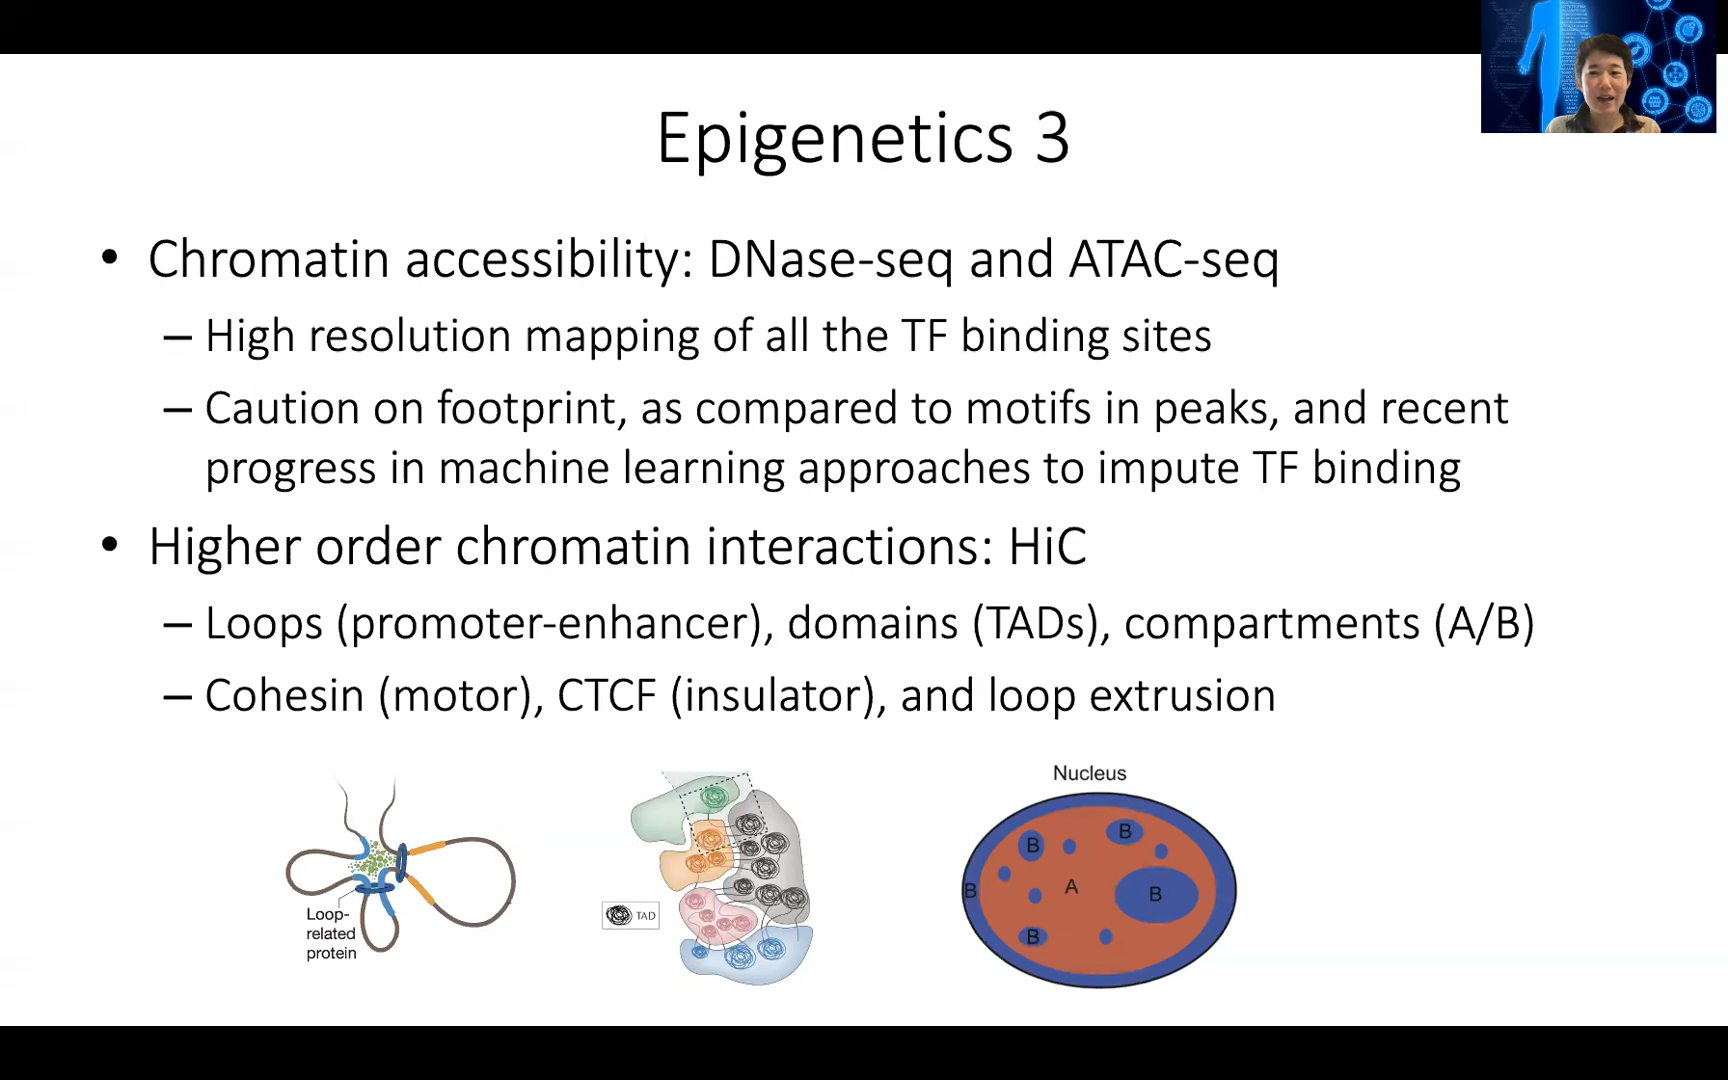 Epigenetics 3
• Chromatin accessibility: DNase-seq and ATAC-seq
– High resolution mapping of all the TF binding sites
– Caution on footprint, as compared to motifs in peaks, and recent
progress in machine learning approaches to impute TF binding
• Higher order chromatin interactions: HiC
– Loops (promoter-enhancer), domains (TADs), compartments (A/B)
– Cohesin (motor), CTCF (insulator), and loop extrusion
Loop-
related
protein
TAD
Nucleus
B
B
B
A
B
B